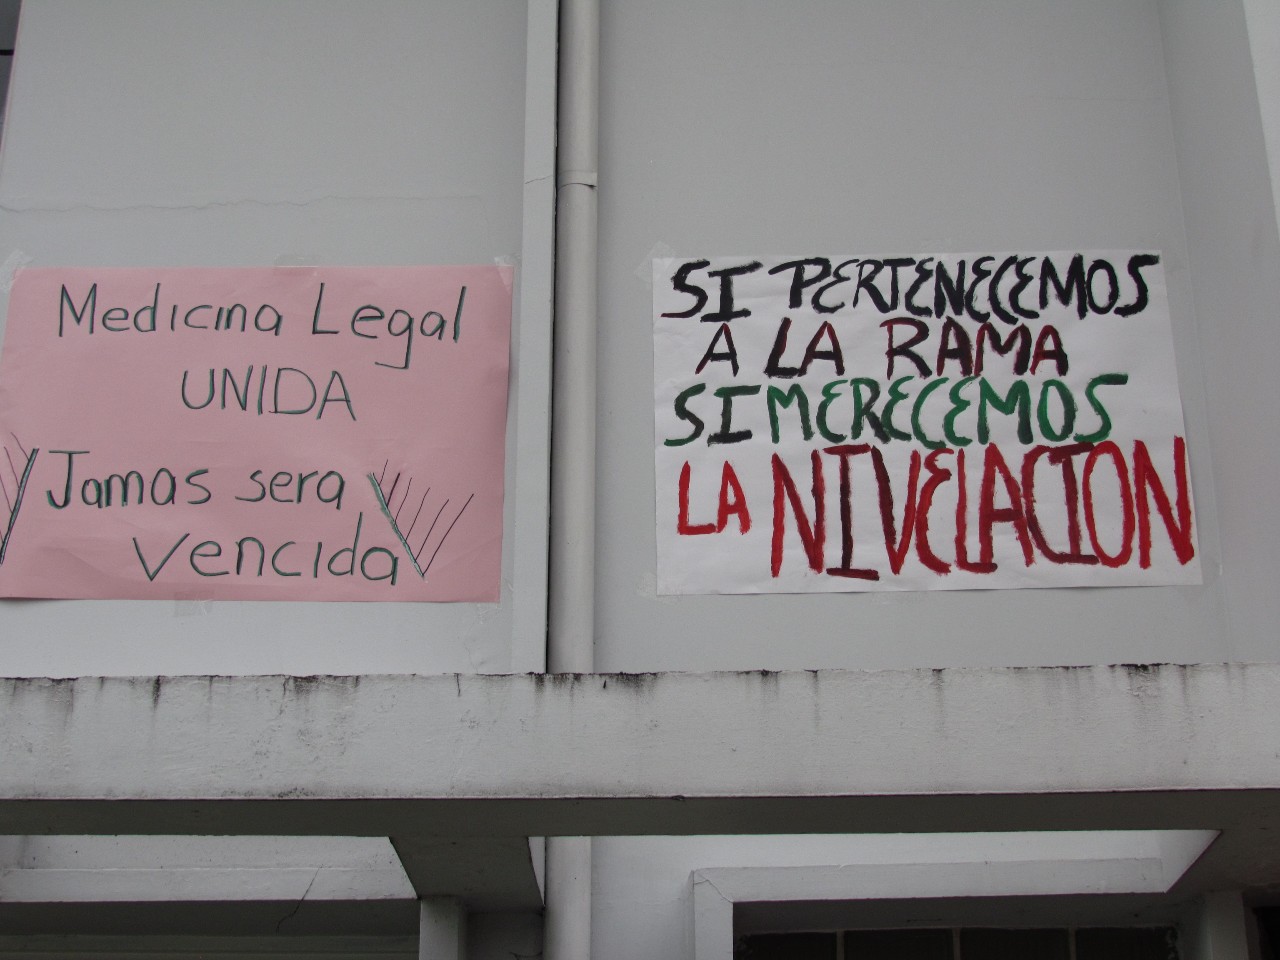 Medicina Legal
UNIDA
Jamas sera
vencida
SI PERTENECEMOS
A LA RAMA
SI MERECEMOS
LA NIVELACION